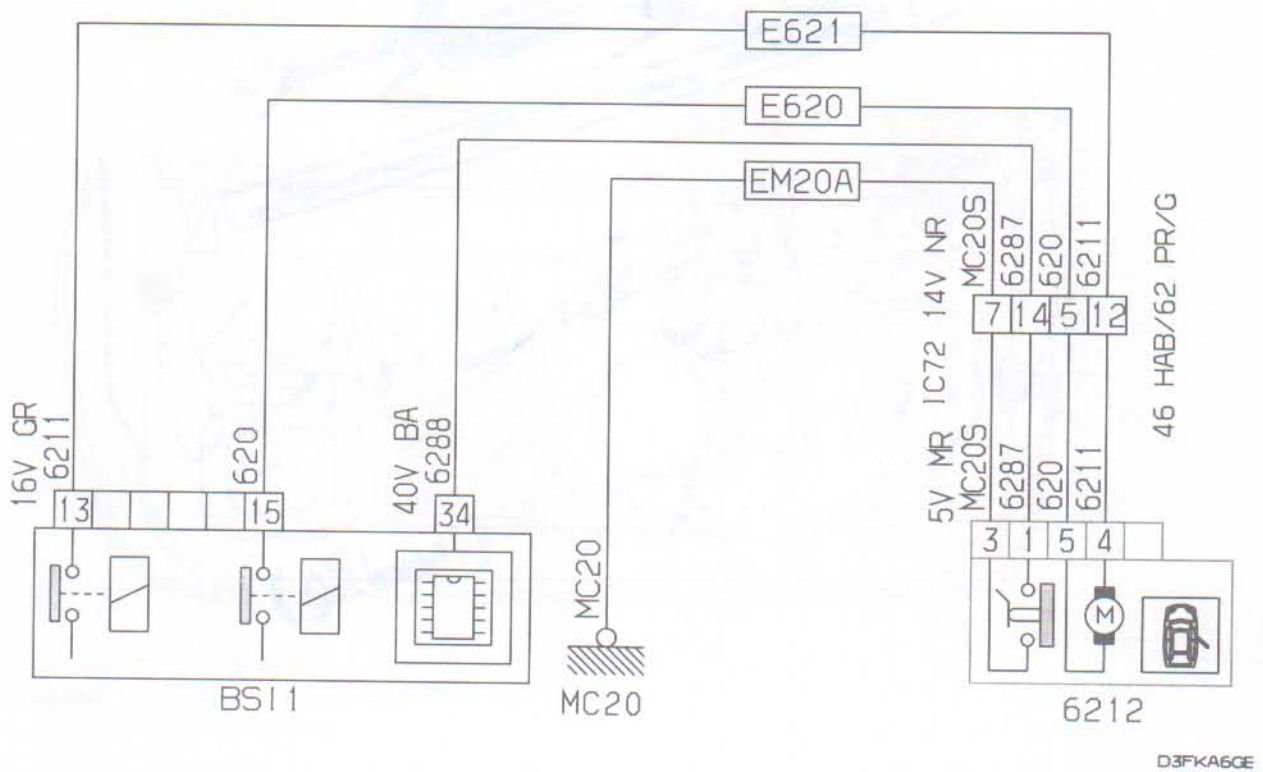 E621
E620
EM20A
MC20S
6287
620
6211
46 HAB/62 PR/G
7 14 5 12
IC72 14V NR
16V GR
6211
620
40V BA
6288
5V MR
MC20S
6287
620
6211
13 15 34
3 1 5 4
MC20
M
BSI1
MC20
6212
D3FKA6GE